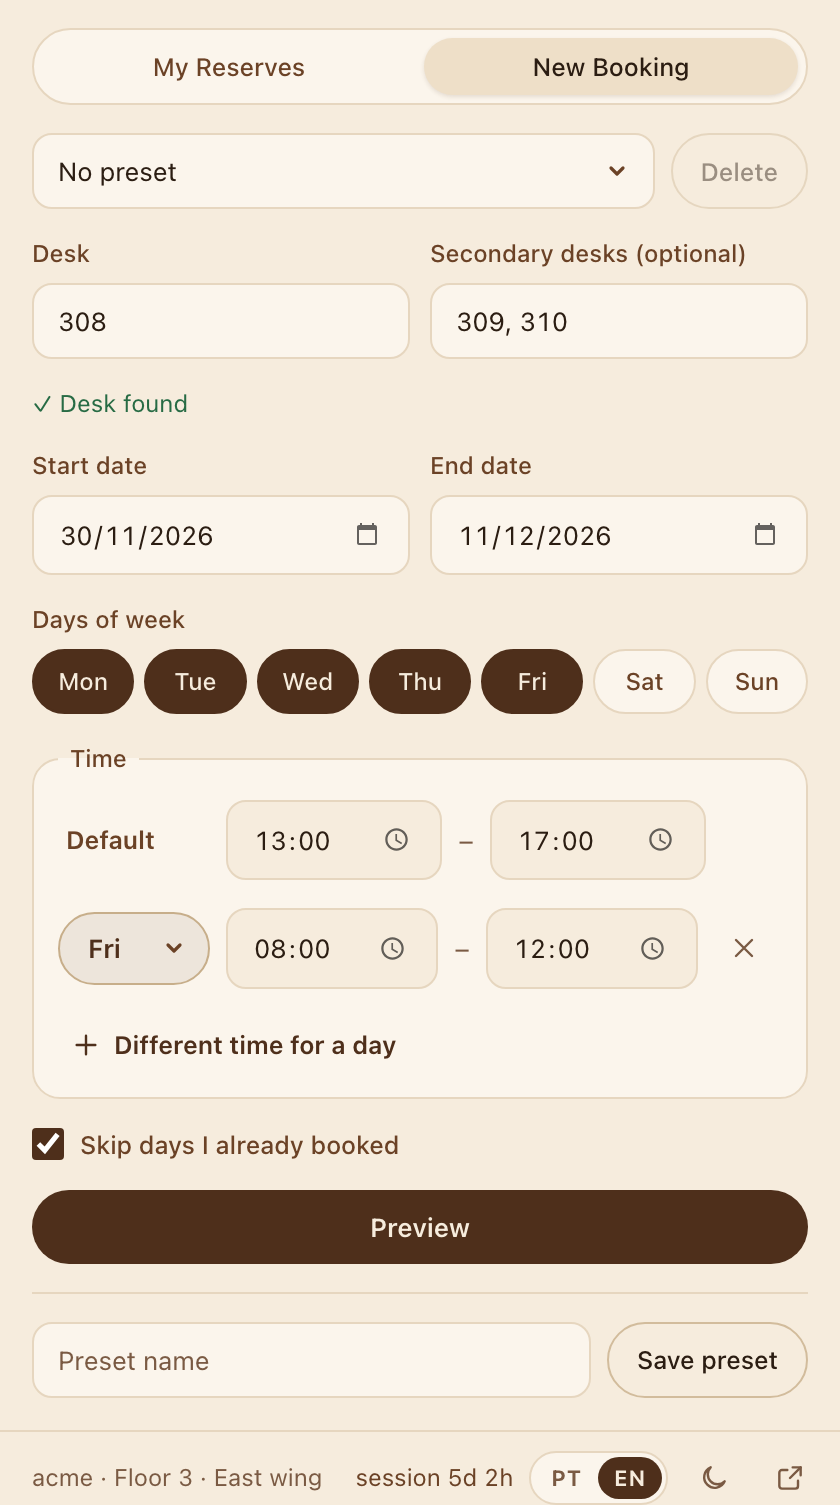 My Reserves New Booking
No preset Delete
Desk Secondary desks (optional)
308 309, 310
✓ Desk found
Start date End date
30/11/2026 11/12/2026
Days of week
Mon Tue Wed Thu Fri Sat Sun
Time
Default 13:00 – 17:00
Fri 08:00 – 12:00
Different time for a day
Skip days I already booked
Preview
Preset name Save preset
acme · Floor 3 · East wing session 5d 2h PT EN